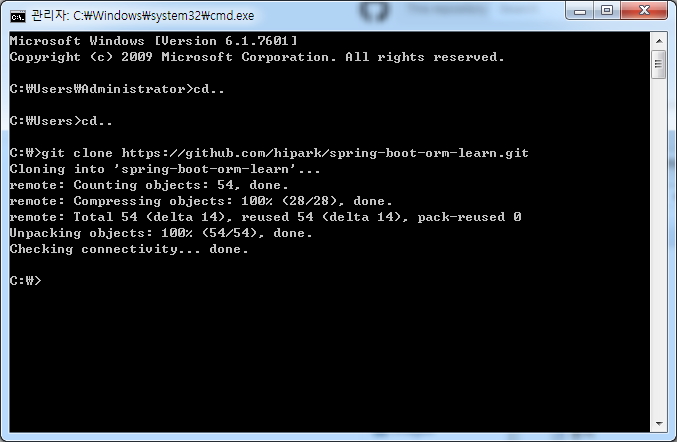 관리자: C:₩Windows₩system32₩cmd.exe
Microsoft Windows [Version 6.1.7601]
Copyright (c) 2009 Microsoft Corporation. All rights reserved.
C:₩Users₩Administrator>cd..
C:₩Users>cd..
C:₩>git clone https://github.com/hipark/spring-boot-orm-learn.git
Cloning into 'spring-boot-orm-learn'...
remote: Counting objects: 54, done.
remote: Compressing objects: 100% (28/28), done.
remote: Total 54 (delta 14), reused 54 (delta 14), pack-reused 0
Unpacking objects: 100% (54/54), done.
Checking connectivity... done.
C:₩>